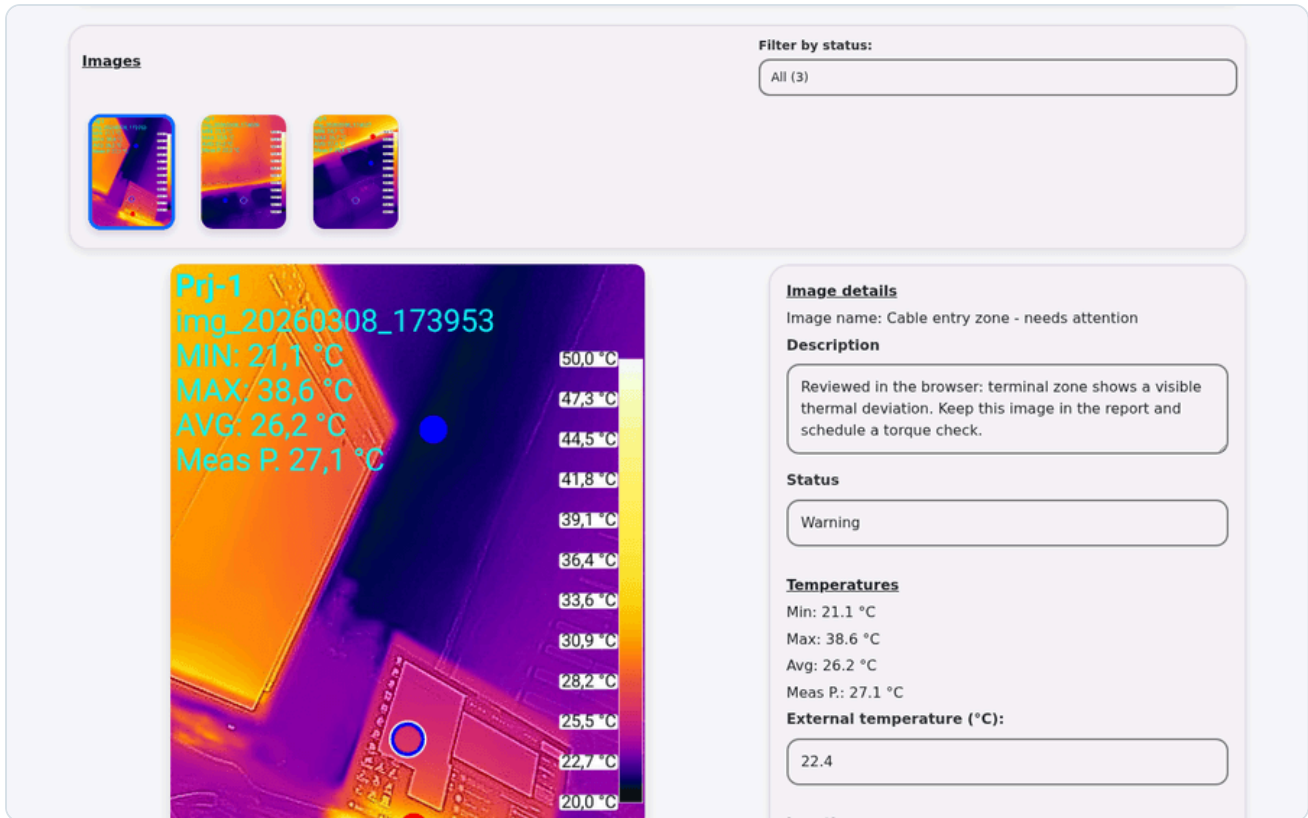 Images
Filter by status:
All (3)
Prj-1
img_20260308_173953
MIN: 21,1 °C
MAX: 38,6 °C
AVG: 26,2 °C
Meas P. 27,1 °C
50,0 °C
47,3 °C
44,5 °C
41,8 °C
39,1 °C
36,4 °C
33,6 °C
30,9 °C
28,2 °C
25,5 °C
22,7 °C
20,0 °C
Image details
Image name: Cable entry zone - needs attention
Description
Reviewed in the browser: terminal zone shows a visible
thermal deviation. Keep this image in the report and
schedule a torque check.
Status
Warning
Temperatures
Min: 21.1 °C
Max: 38.6 °C
Avg: 26.2 °C
Meas P.: 27.1 °C
External temperature (°C):
22.4